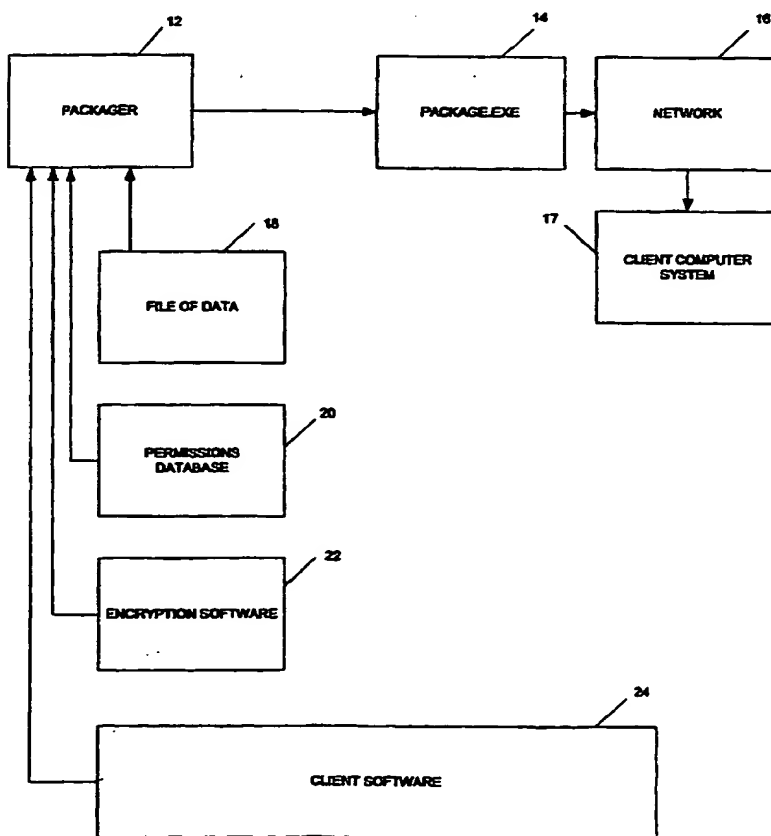 12
14
16
PACKAGER
PACKAGE.EXE
NETWORK
18
17
FILE OF DATA
CLIENT COMPUTER
SYSTEM
20
PERMISSIONS
DATABASE
22
ENCRYPTION SOFTWARE
24
CLIENT SOFTWARE